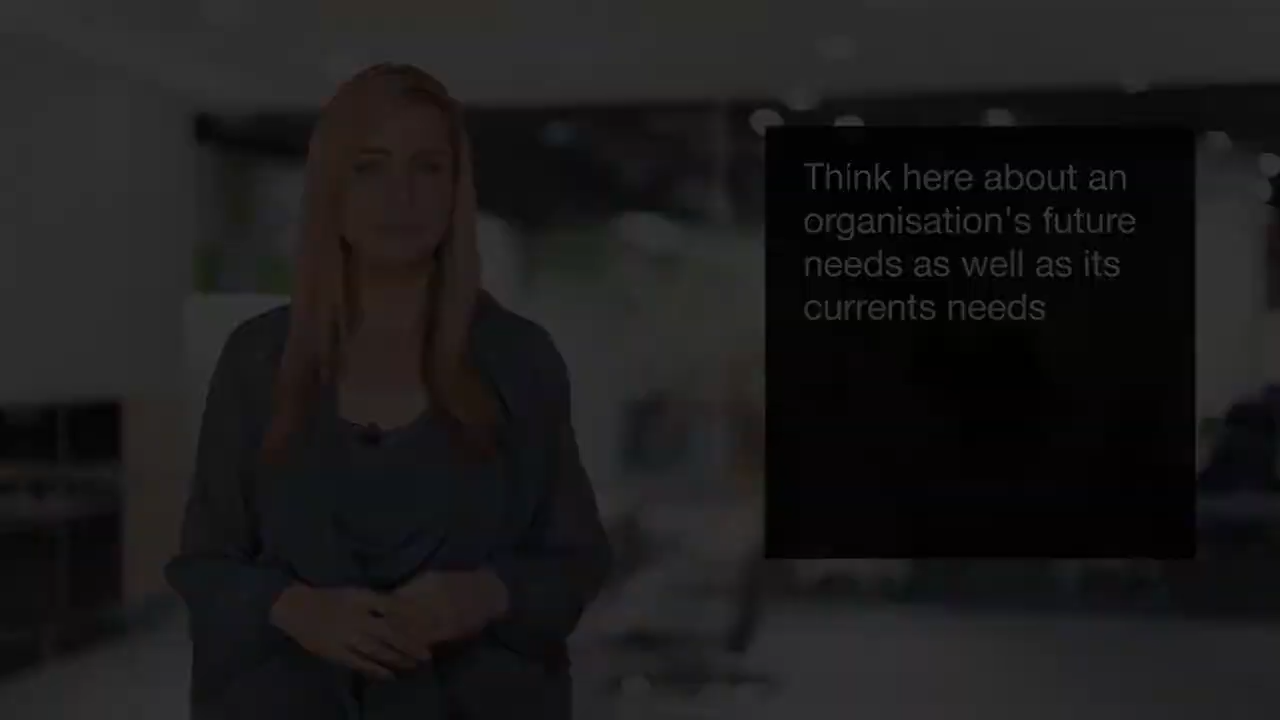 Think here about an
organisation's future
needs as well as its
currents needs